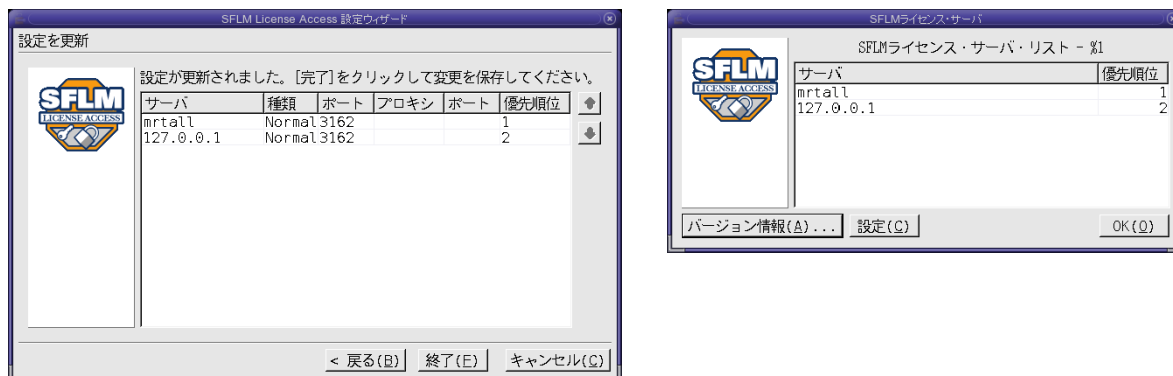 SFLM License Access 設定ウィザード
設定を更新
SFLM
LICENSE ACCESS
設定が更新されました。[完了]をクリックして変更を保存してください。
サーバ 種類 ポート プロキシ ポート 優先順位
mrtall Normal 3162 1
127.0.0.1 Normal 3162 2
< 戻る(B) 終了(F) キャンセル(C)
SFLMライセンス・サーバ
SFLMライセンス・サーバ・リスト - %1
SFLM
LICENSE ACCESS
サーバ 優先順位
mrtall 1
127.0.0.1 2
バージョン情報(A)... 設定(C) OK(O)